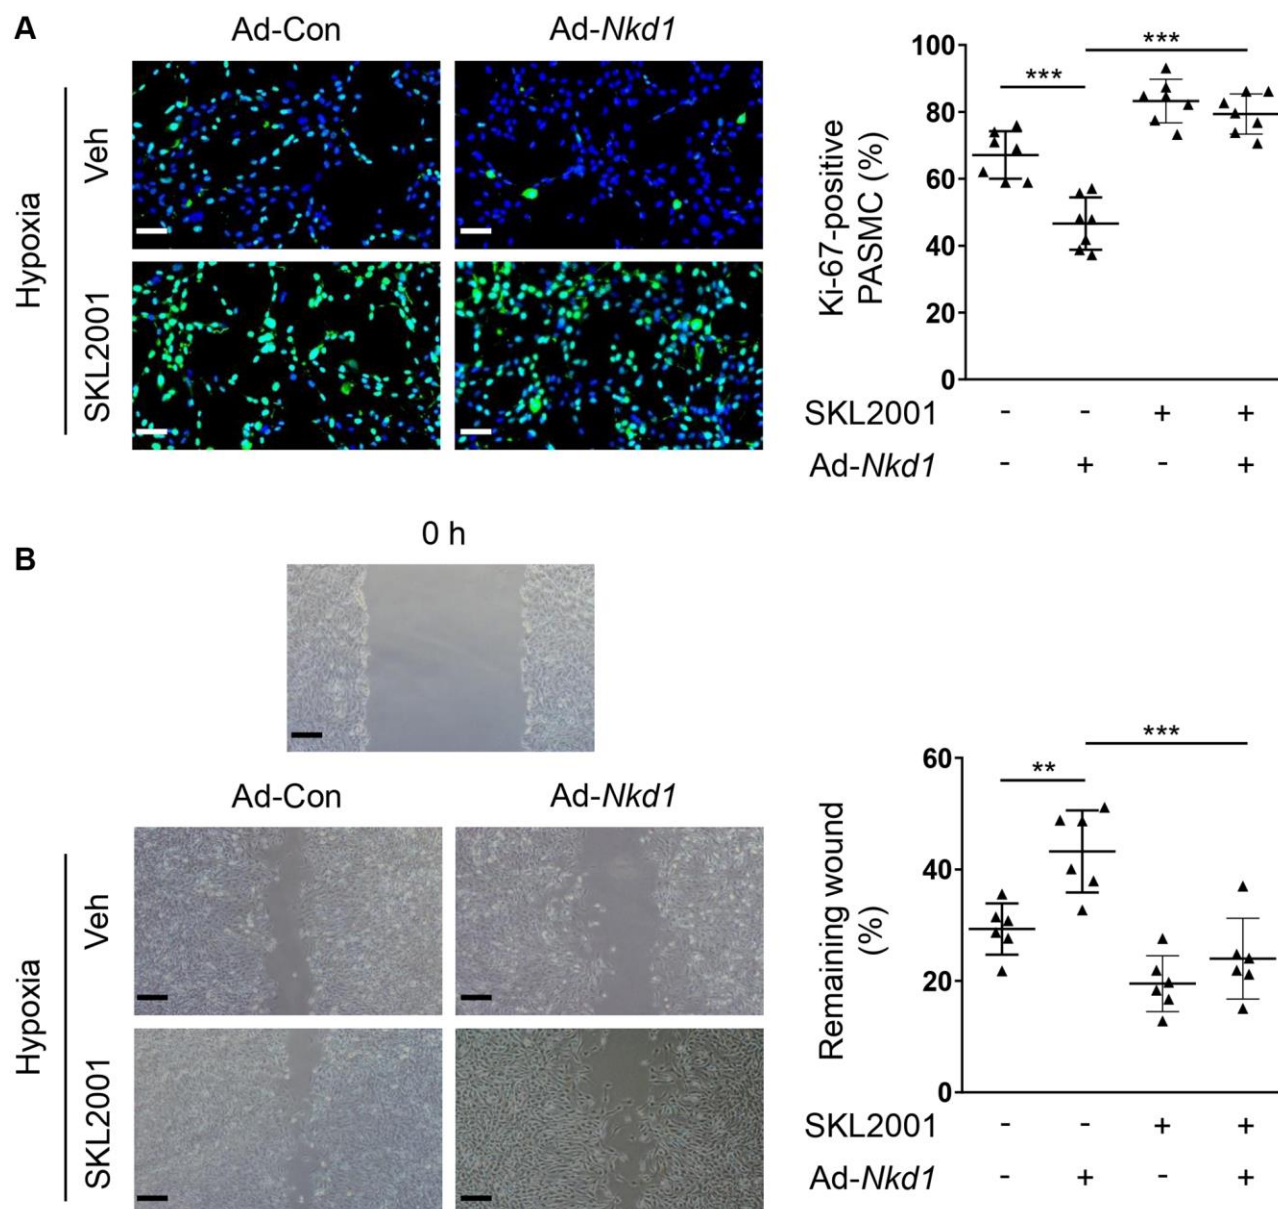 A
Ad-Con
Ad-Nkd1
Hypoxia
Veh
SKL2001
Ki-67-positive
PASMC (%)
100
80
60
40
20
0
***
***
SKL2001 - - + +
Ad-Nkd1 - + - +
B
0 h
Ad-Con
Ad-Nkd1
Hypoxia
Veh
SKL2001
Remaining wound
(%)
60
40
20
0
**
***
SKL2001 - - + +
Ad-Nkd1 - + - +